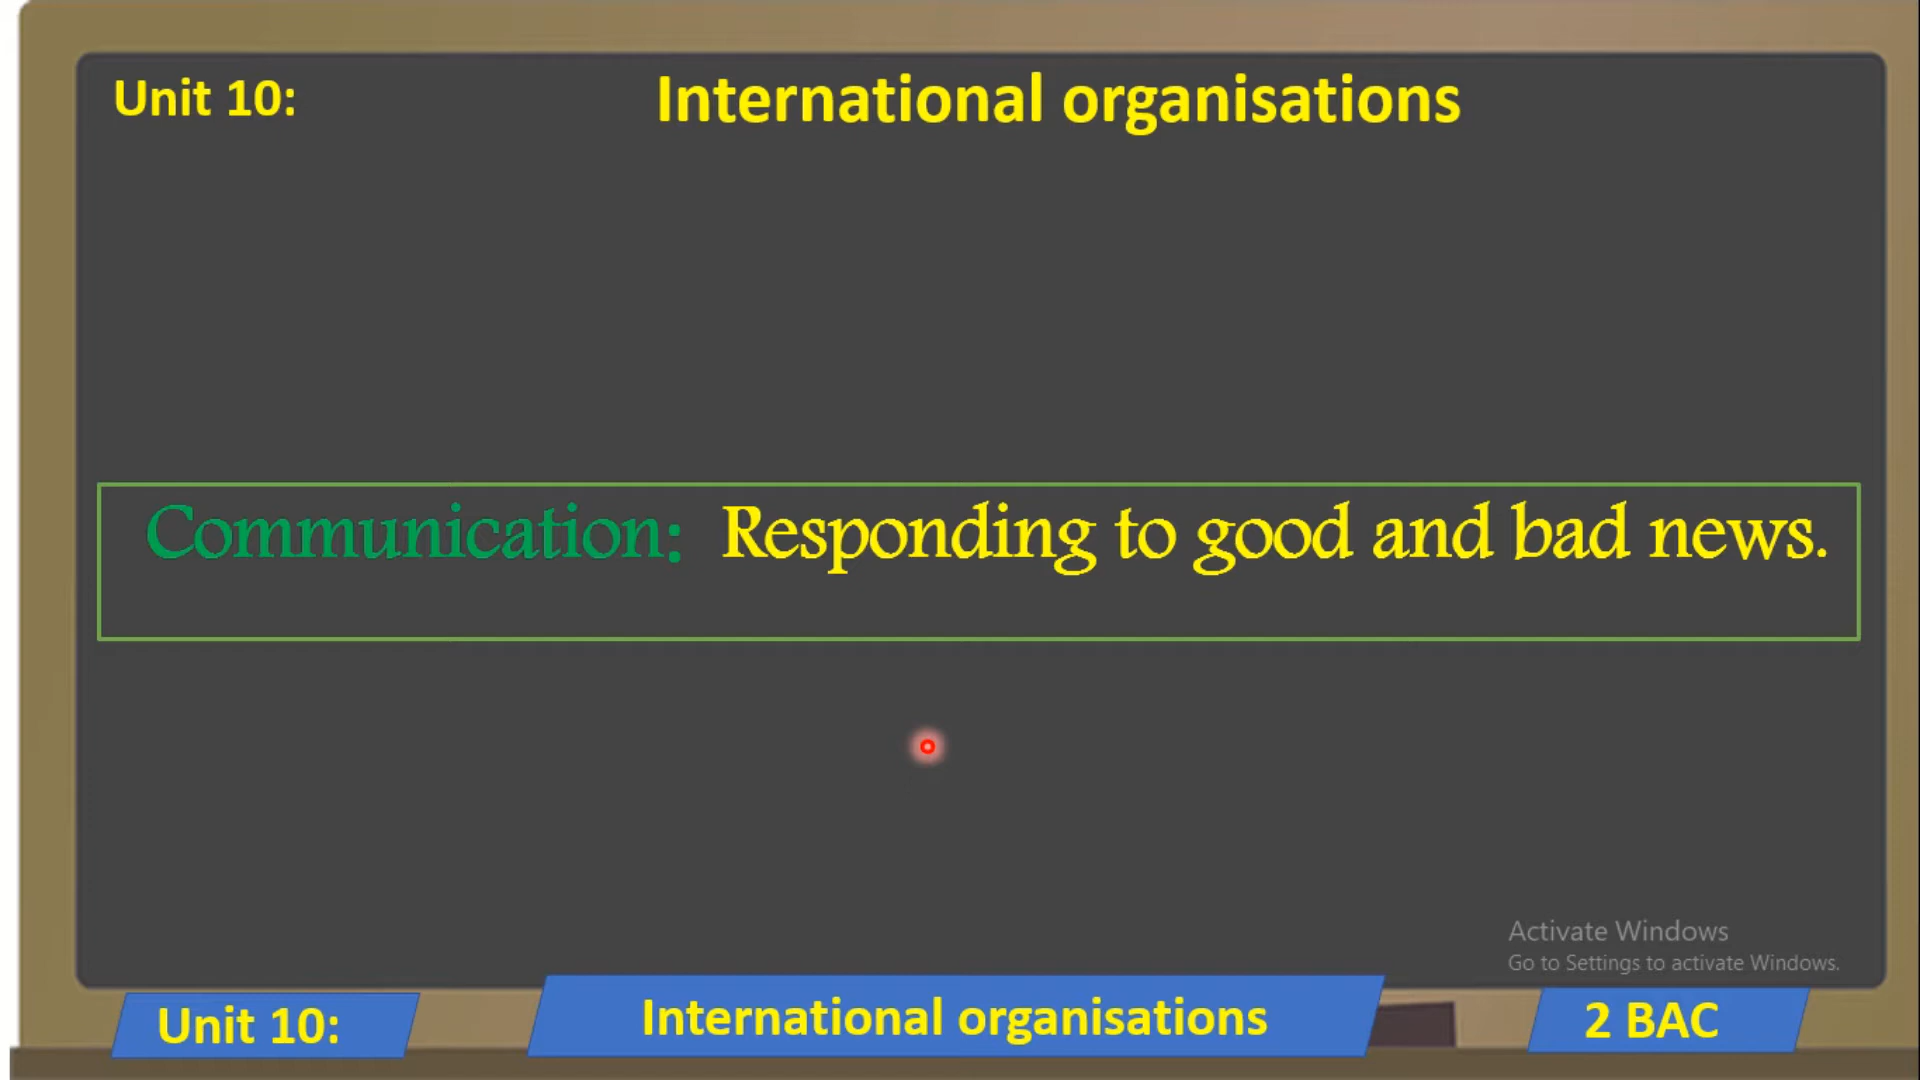 Unit 10:
International organisations
Communication: Responding to good and bad news.
Activate Windows
Go to Settings to activate Windows.
Unit 10:
International organisations
2 BAC